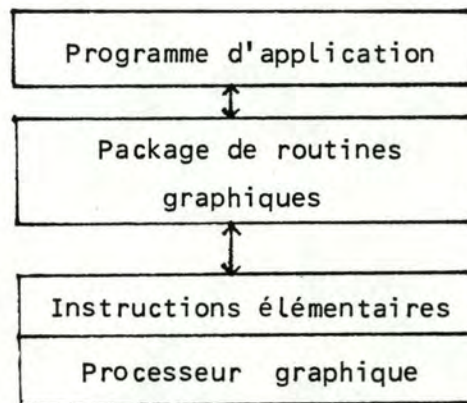 Programme d'application
Package de routines
graphiques
Instructions élémentaires
Processeur graphique